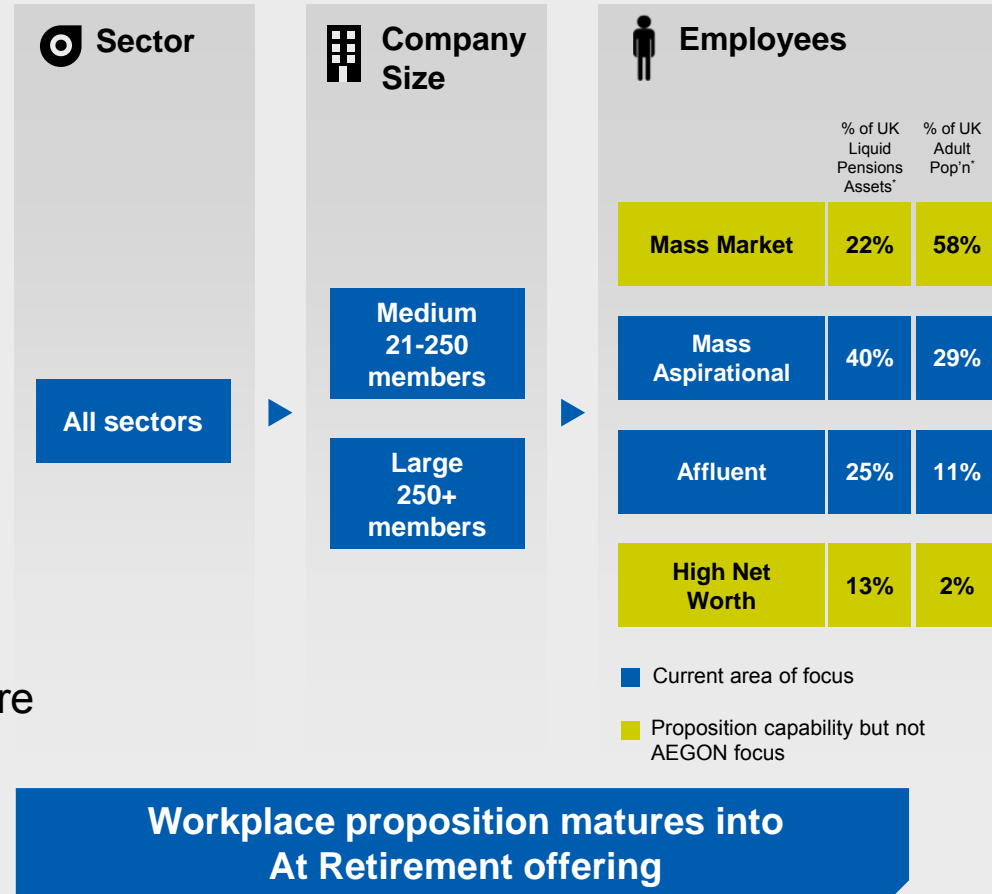 Sector
All sectors
Company
Size
Medium
21-250
members
Large
250+
members
Employees
% of UK
Liquid
Pensions
Assets*
% of UK
Adult
Pop'n*
Mass Market 22% 58%
Mass
Aspirational 40% 29%
Affluent 25% 11%
High Net
Worth 13% 2%
Current area of focus
Proposition capability but not
AEGON focus
re
Workplace proposition matures into
At Retirement offering